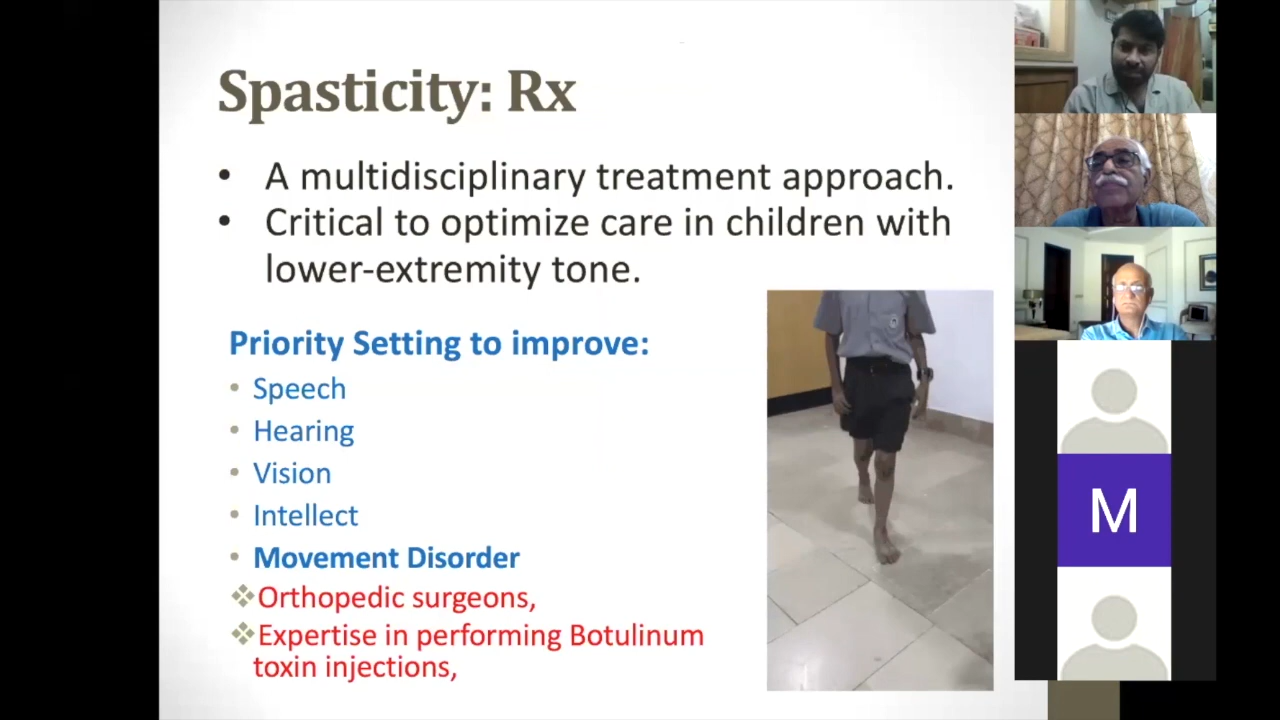 Spasticity: Rx
• A multidisciplinary treatment approach.
• Critical to optimize care in children with
lower-extremity tone.
Priority Setting to improve:
• Speech
• Hearing
• Vision
• Intellect
• Movement Disorder
❖Orthopedic surgeons,
❖Expertise in performing Botulinum
toxin injections,
M